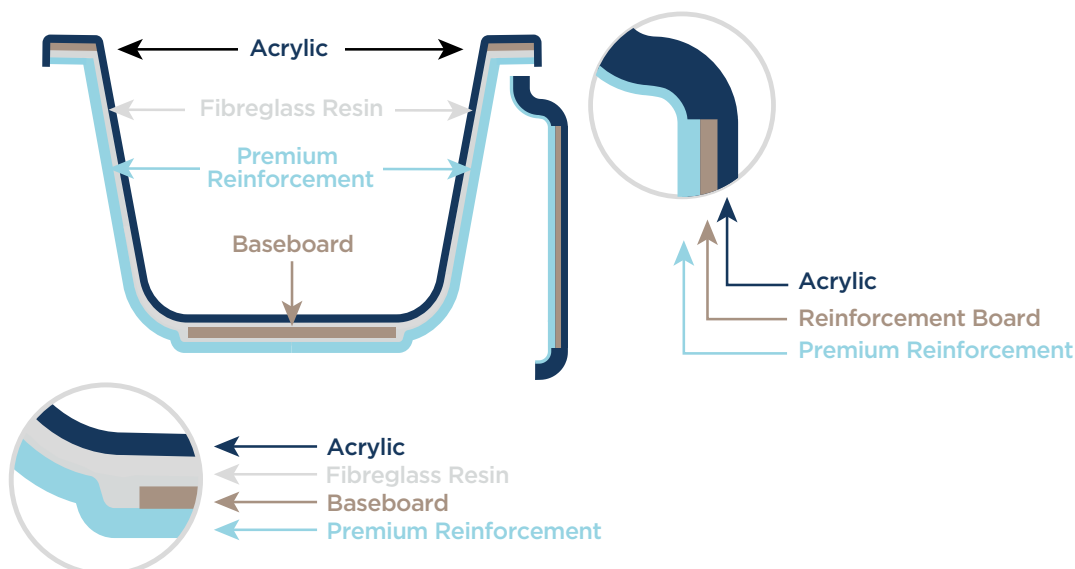 Acrylic
Fibreglass Resin
Premium
Reinforcement
Baseboard
Acrylic
Reinforcement Board
Premium Reinforcement
Acrylic
Fibreglass Resin
Baseboard
Premium Reinforcement